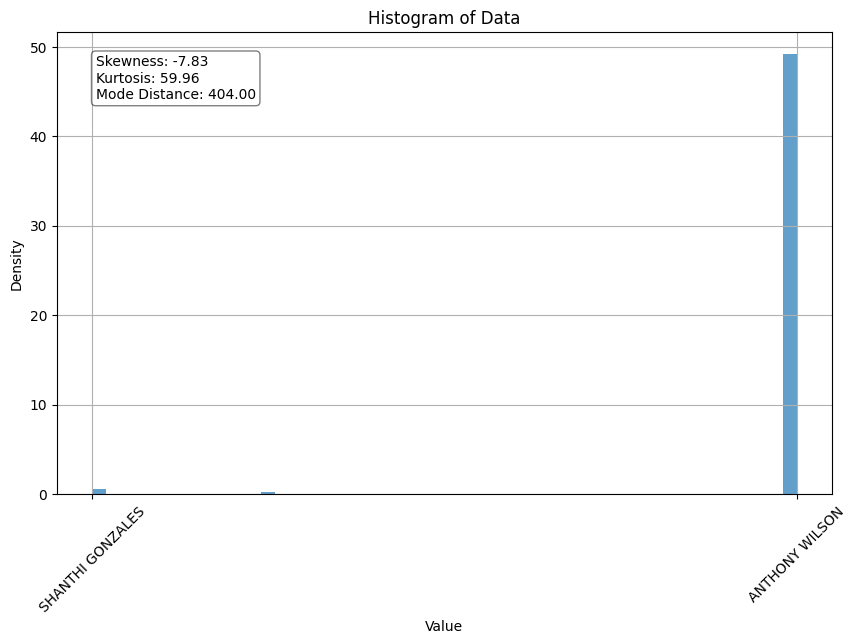 Histogram of Data
50
Skewness: -7.83
Kurtosis: 59.96
Mode Distance: 404.00
40
30
Density
20
10
0
SHANTHI GONZALES
ANTHONY WILSON
Value